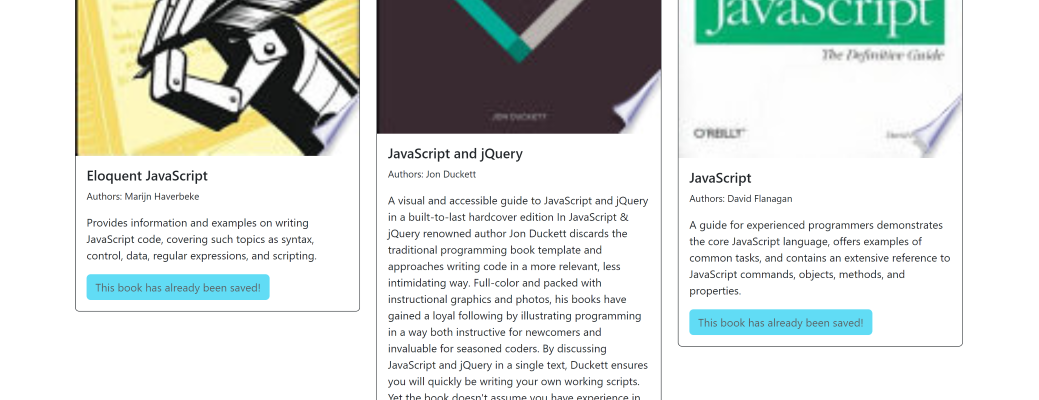 Eloquent JavaScript
Authors: Marijn Haverbeke
Provides information and examples on writing
JavaScript code, covering such topics as syntax,
control, data, regular expressions, and scripting.
This book has already been saved!
JON DUCKETT
JavaScript and jQuery
Authors: Jon Duckett
A visual and accessible guide to JavaScript and jQuery
in a built-to-last hardcover edition In JavaScript &
jQuery renowned author Jon Duckett discards the
traditional programming book template and
approaches writing code in a more relevant, less
intimidating way. Full-color and packed with
instructional graphics and photos, his books have
gained a loyal following by illustrating programming
in a way both instructive for newcomers and
invaluable for seasoned coders. By discussing
JavaScript and jQuery in a single text, Duckett ensures
you will quickly be writing your own working scripts.
Yet the book doesn't assume you have experience in
JavaScript
The Definitive Guide
O'REILLY
JavaScript
Authors: David Flanagan
A guide for experienced programmers demonstrates
the core JavaScript language, offers examples of
common tasks, and contains an extensive reference to
JavaScript commands, objects, methods, and
properties.
This book has already been saved!